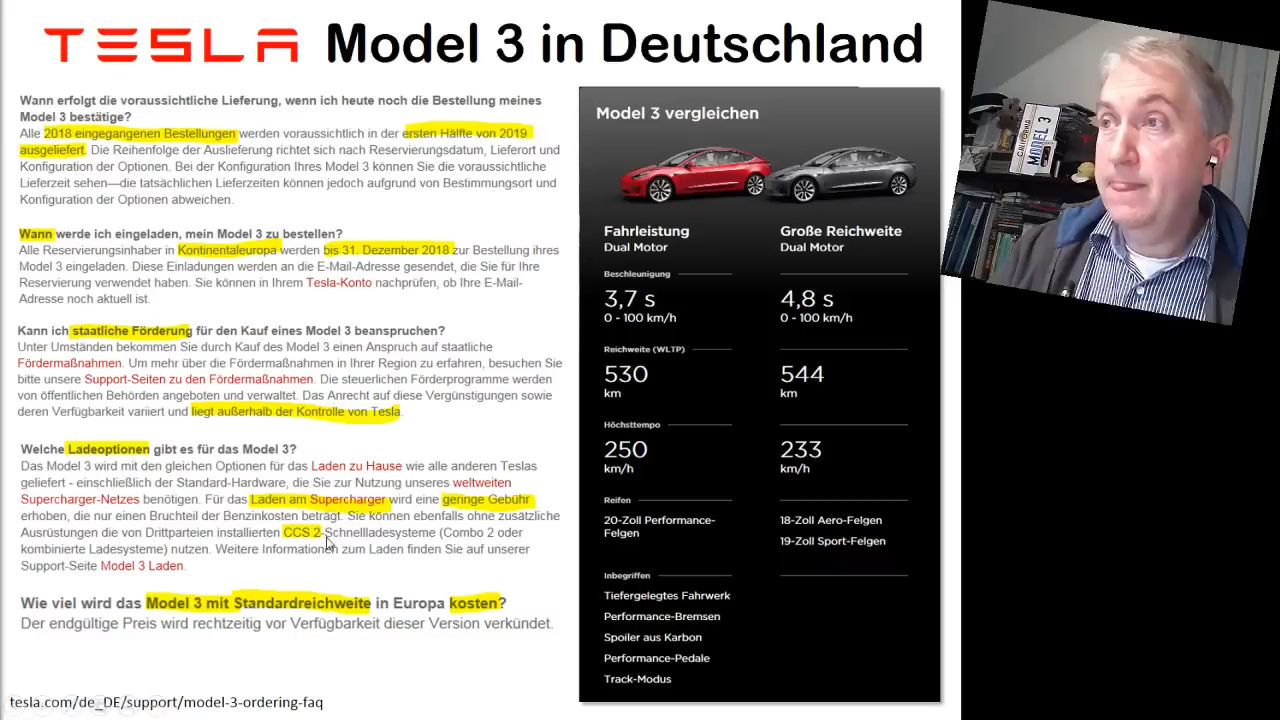 TESLA Model 3 in Deutschland
Wann erfolgt die voraussichtliche Lieferung, wenn ich heute noch die Bestellung meines
Model 3 bestätige?
Alle 2018 eingegangenen Bestellungen werden voraussichtlich in der ersten Hälfte von 2019
ausgeliefert. Die Reihenfolge der Auslieferung richtet sich nach Reservierungsdatum, Lieferort und
Konfiguration der Optionen. Bei der Konfiguration Ihres Model 3 können Sie die voraussichtliche
Lieferzeit sehen—die tatsächlichen Lieferzeiten können jedoch aufgrund von Bestimmungsort und
Konfiguration der Optionen abweichen.
Wann werde ich eingeladen, mein Model 3 zu bestellen?
Alle Reservierungsinhaber in Kontinentaleuropa werden bis 31. Dezember 2018 zur Bestellung ihres
Model 3 eingeladen. Diese Einladungen werden an die E-Mail-Adresse gesendet, die Sie für Ihre
Reservierung verwendet haben. Sie können in Ihrem Tesla-Konto nachprüfen, ob Ihre E-Mail-
Adresse noch aktuell ist.
Kann ich staatliche Förderung für den Kauf eines Model 3 beanspruchen?
Unter Umständen bekommen Sie durch Kauf des Model 3 einen Anspruch auf staatliche
Fördermaßnahmen. Um mehr über die Fördermaßnahmen in Ihrer Region zu erfahren, besuchen Sie
bitte unsere Support-Seiten zu den Fördermaßnahmen. Die steuerlichen Förderprogramme werden
von öffentlichen Behörden angeboten und verwaltet. Das Anrecht auf diese Vergünstigungen sowie
deren Verfügbarkeit variiert und liegt außerhalb der Kontrolle von Tesla.
Welche Ladeoptionen gibt es für das Model 3?
Das Model 3 wird mit den gleichen Optionen für das Laden zu Hause wie alle anderen Teslas
geliefert - einschließlich der Standard-Hardware, die Sie zur Nutzung unseres weltweiten
Supercharger-Netzes benötigen. Für das Laden am Supercharger wird eine geringe Gebühr
erhoben, die nur einen Bruchteil der Benzinkosten beträgt. Sie können ebenfalls ohne zusätzliche
Ausrüstungen die von Drittparteien installierten CCS 2-Schnellladesysteme (Combo 2 oder
kombinierte Ladesysteme) nutzen. Weitere Informationen zum Laden finden Sie auf unserer
Support-Seite Model 3 Laden.
Wie viel wird das Model 3 mit Standardreichweite in Europa kosten?
Der endgültige Preis wird rechtzeitig vor Verfügbarkeit dieser Version verkündet.
tesla.com/de_DE/support/model-3-ordering-faq
Model 3 vergleichen
Fahrleistung Große Reichweite
Dual Motor Dual Motor
Beschleunigung
3,7 s 4,8 s
0 - 100 km/h 0 - 100 km/h
Reichweite (WLTP)
530 544
km km
Höchsttempo
250 233
km/h km/h
Reifen
20-Zoll Performance- 18-Zoll Aero-Felgen
Felgen 19-Zoll Sport-Felgen
Inbegriffen
Tiefergelegtes Fahrwerk
Performance-Bremsen
Spoiler aus Karbon
Performance-Pedale
Track-Modus
CALIFORNIA
MODEL 3